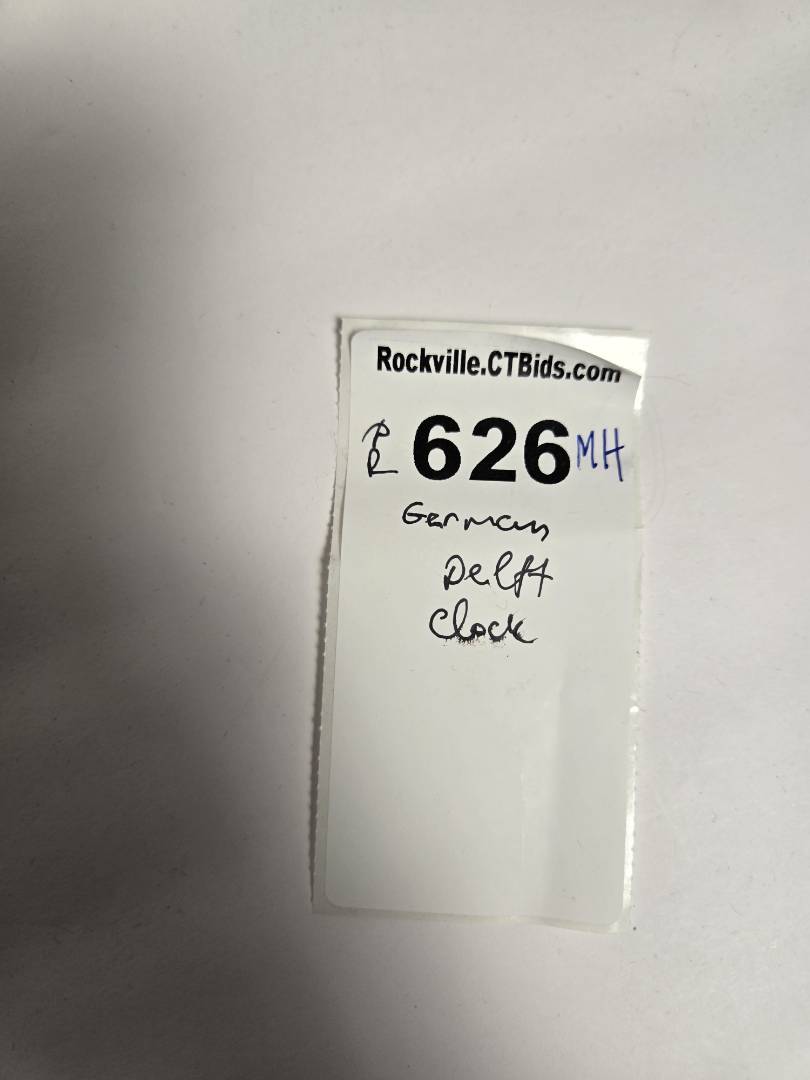 Rockville.CTBids.com
626 MH
German
Delft
Clock